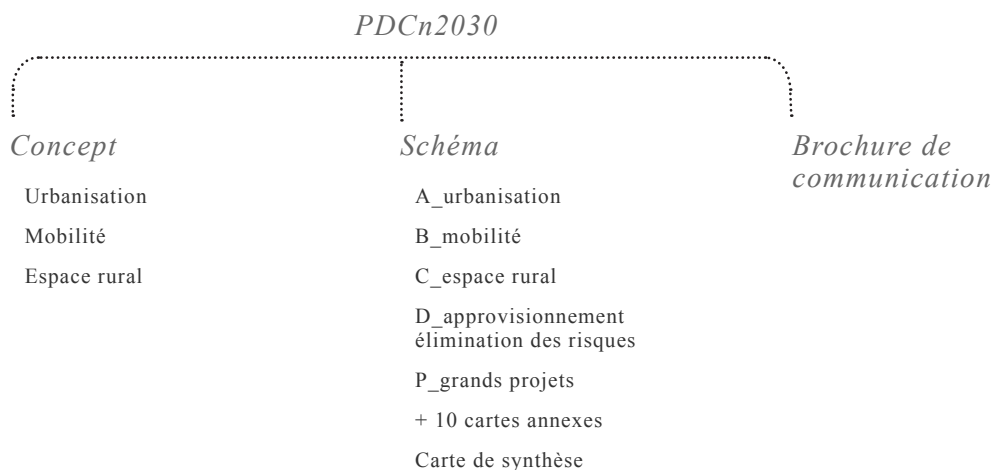 PDCn2030
Concept
Urbanisation
Mobilité
Espace rural
Schéma
A_urbanisation
B_mobilité
C_espace rural
D_approvisionnement
élimination des risques
P_grands projets
+ 10 cartes annexes
Carte de synthèse
Brochure de
communication